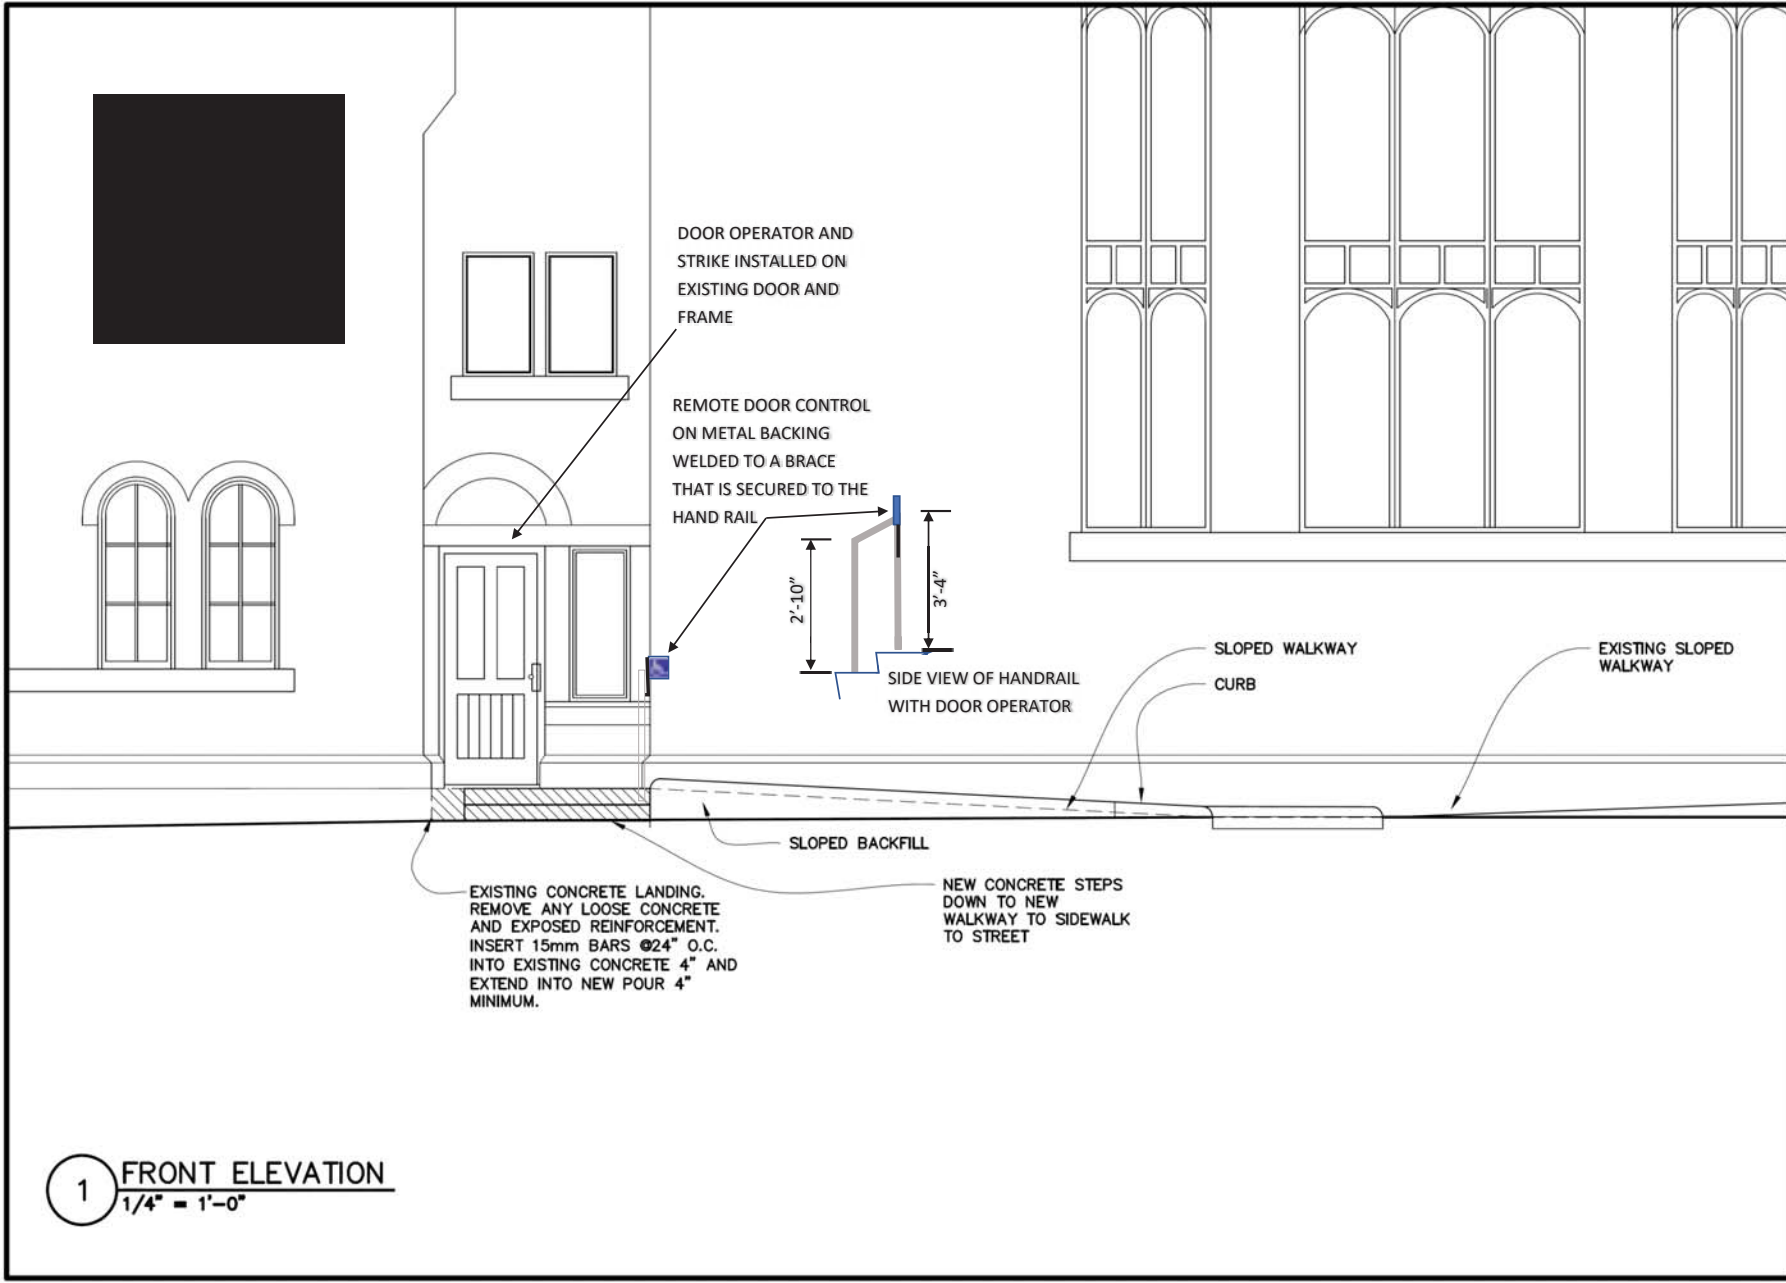 DOOR OPERATOR AND
STRIKE INSTALLED ON
EXISTING DOOR AND
FRAME
REMOTE DOOR CONTROL
ON METAL BACKING
WELDED TO A BRACE
THAT IS SECURED TO THE
HAND RAIL
2'-10"
3'-4"
SIDE VIEW OF HANDRAIL
WITH DOOR OPERATOR
SLOPED WALKWAY
CURB
EXISTING SLOPED
WALKWAY
SLOPED BACKFILL
EXISTING CONCRETE LANDING.
REMOVE ANY LOOSE CONCRETE
AND EXPOSED REINFORCEMENT.
INSERT 15mm BARS @24" O.C.
INTO EXISTING CONCRETE 4" AND
EXTEND INTO NEW POUR 4"
MINIMUM.
NEW CONCRETE STEPS
DOWN TO NEW
WALKWAY TO SIDEWALK
TO STREET
1
FRONT ELEVATION
1/4" = 1'-0"